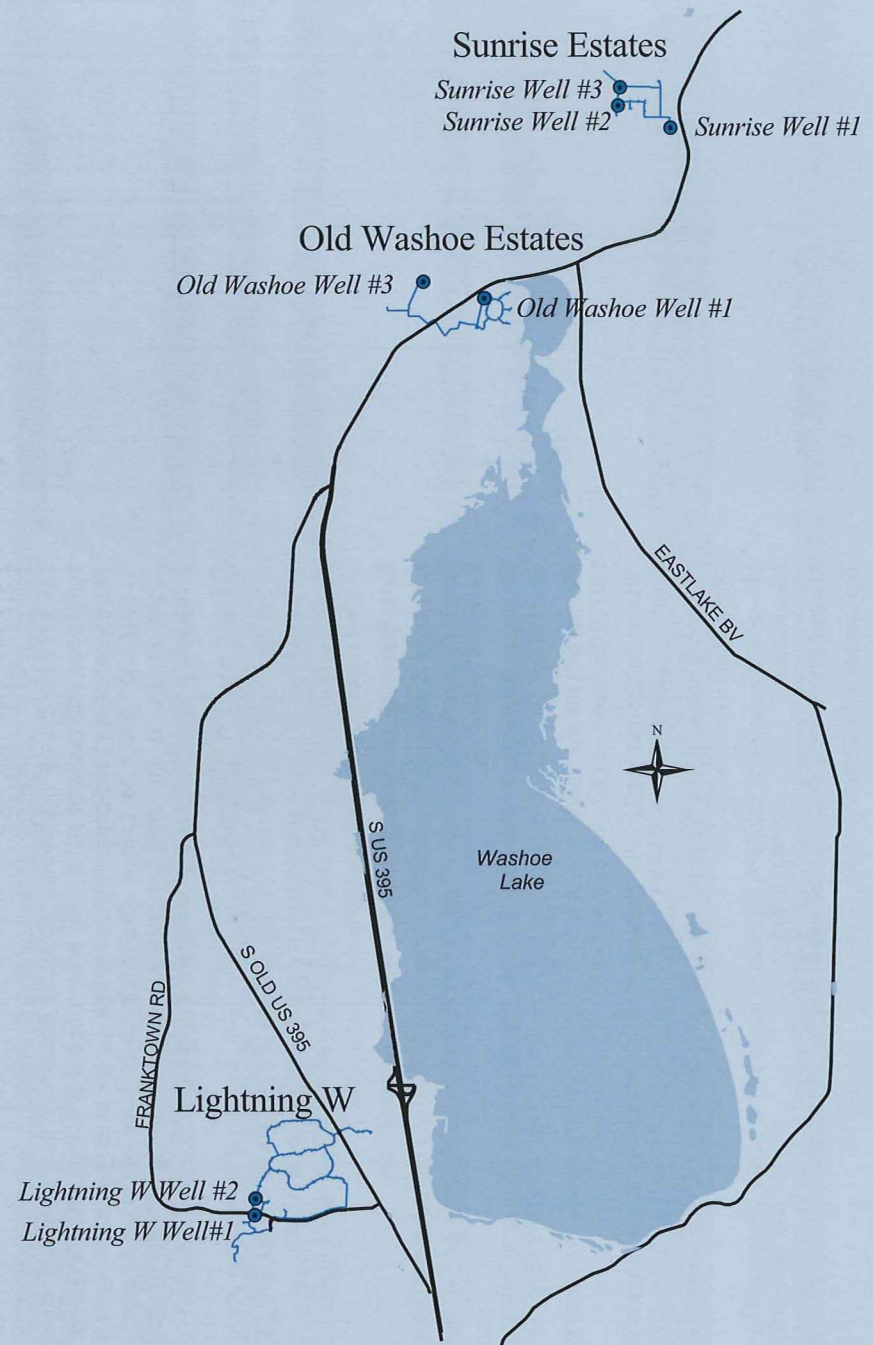 Sunrise Estates
Sunrise Well #3
Sunrise Well #2
Sunrise Well #1
Old Washoe Estates
Old Washoe Well #3
Old Washoe Well #1
EASTLAKE BV
N
S US 395
Washoe
Lake
S OLD US 395
FRANKTOWN RD
Lightning W
Lightning W Well #2
Lightning W Well#1